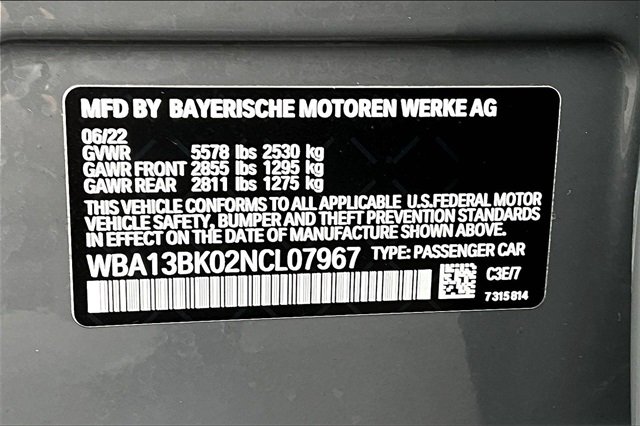 MFD BY BAYERISCHE MOTOREN WERKE AG
06/22
GVWR 5578 lbs 2530 kg
GAWR FRONT 2855 lbs 1295 kg
GAWR REAR 2811 lbs 1275 kg
THIS VEHICLE CONFORMS TO ALL APPLICABLE U.S.FEDERAL MOTOR
VEHICLE SAFETY, BUMPER AND THEFT PREVENTION STANDARDS
IN EFFECT ON THE DATE OF MANUFACTURE SHOWN ABOVE.
WBA13BK02NCL07967 TYPE: PASSENGER CAR
C3E/7
7315814